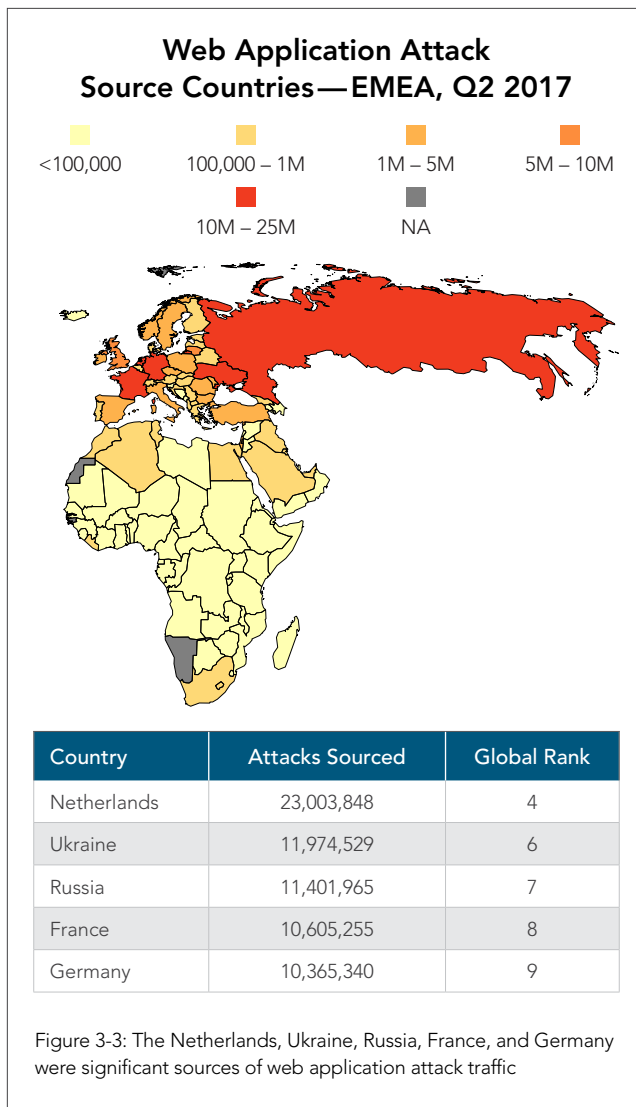 Web Application Attack
Source Countries—EMEA, Q2 2017
<100,000
100,000 – 1M
1M – 5M
5M – 10M
10M – 25M
NA
Country Attacks Sourced Global Rank
Netherlands 23,003,848 4
Ukraine 11,974,529 6
Russia 11,401,965 7
France 10,605,255 8
Germany 10,365,340 9
Figure 3-3: The Netherlands, Ukraine, Russia, France, and Germany
were significant sources of web application attack traffic